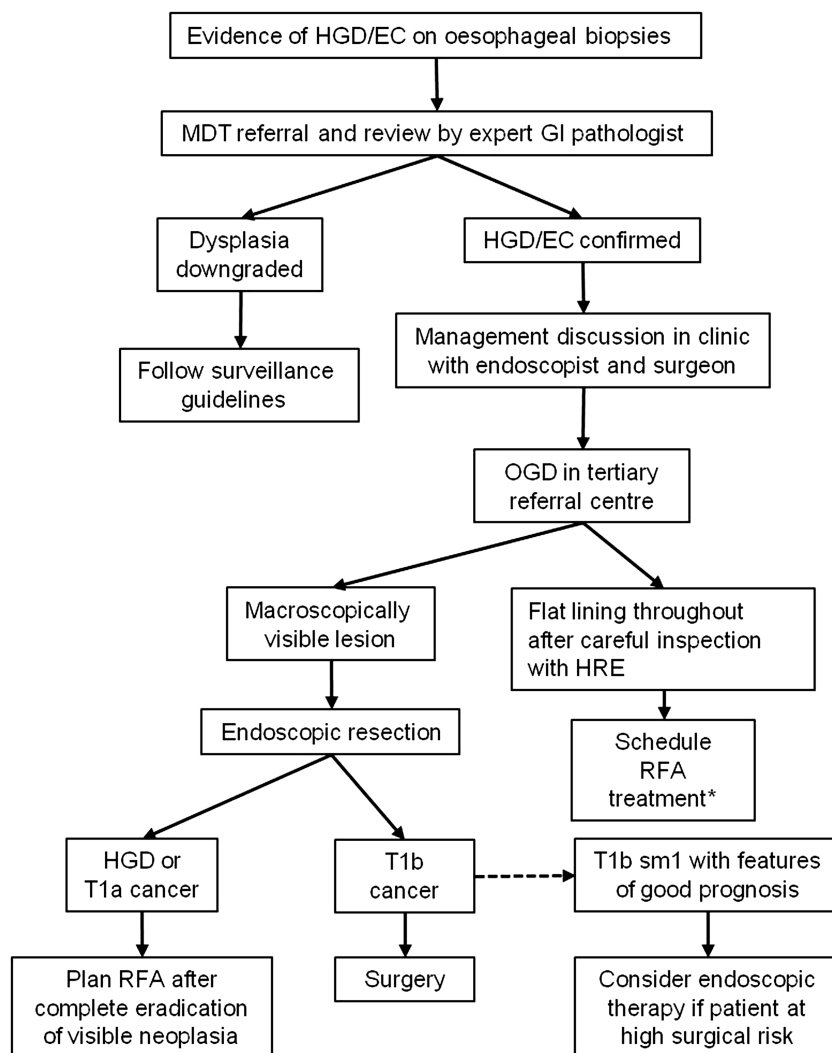 Evidence of HGD/EC on oesophageal biopsies
MDT referral and review by expert GI pathologist
Dysplasia
downgraded
HGD/EC confirmed
Follow surveillance
guidelines
Management discussion in clinic
with endoscopist and surgeon
OGD in tertiary
referral centre
Macroscopically
visible lesion
Flat lining throughout
after careful inspection
with HRE
Endoscopic resection
Schedule
RFA
treatment*
HGD or
T1a cancer
T1b
cancer
T1b sm1 with features
of good prognosis
Plan RFA after
complete eradication
of visible neoplasia
Surgery
Consider endoscopic
therapy if patient at
high surgical risk